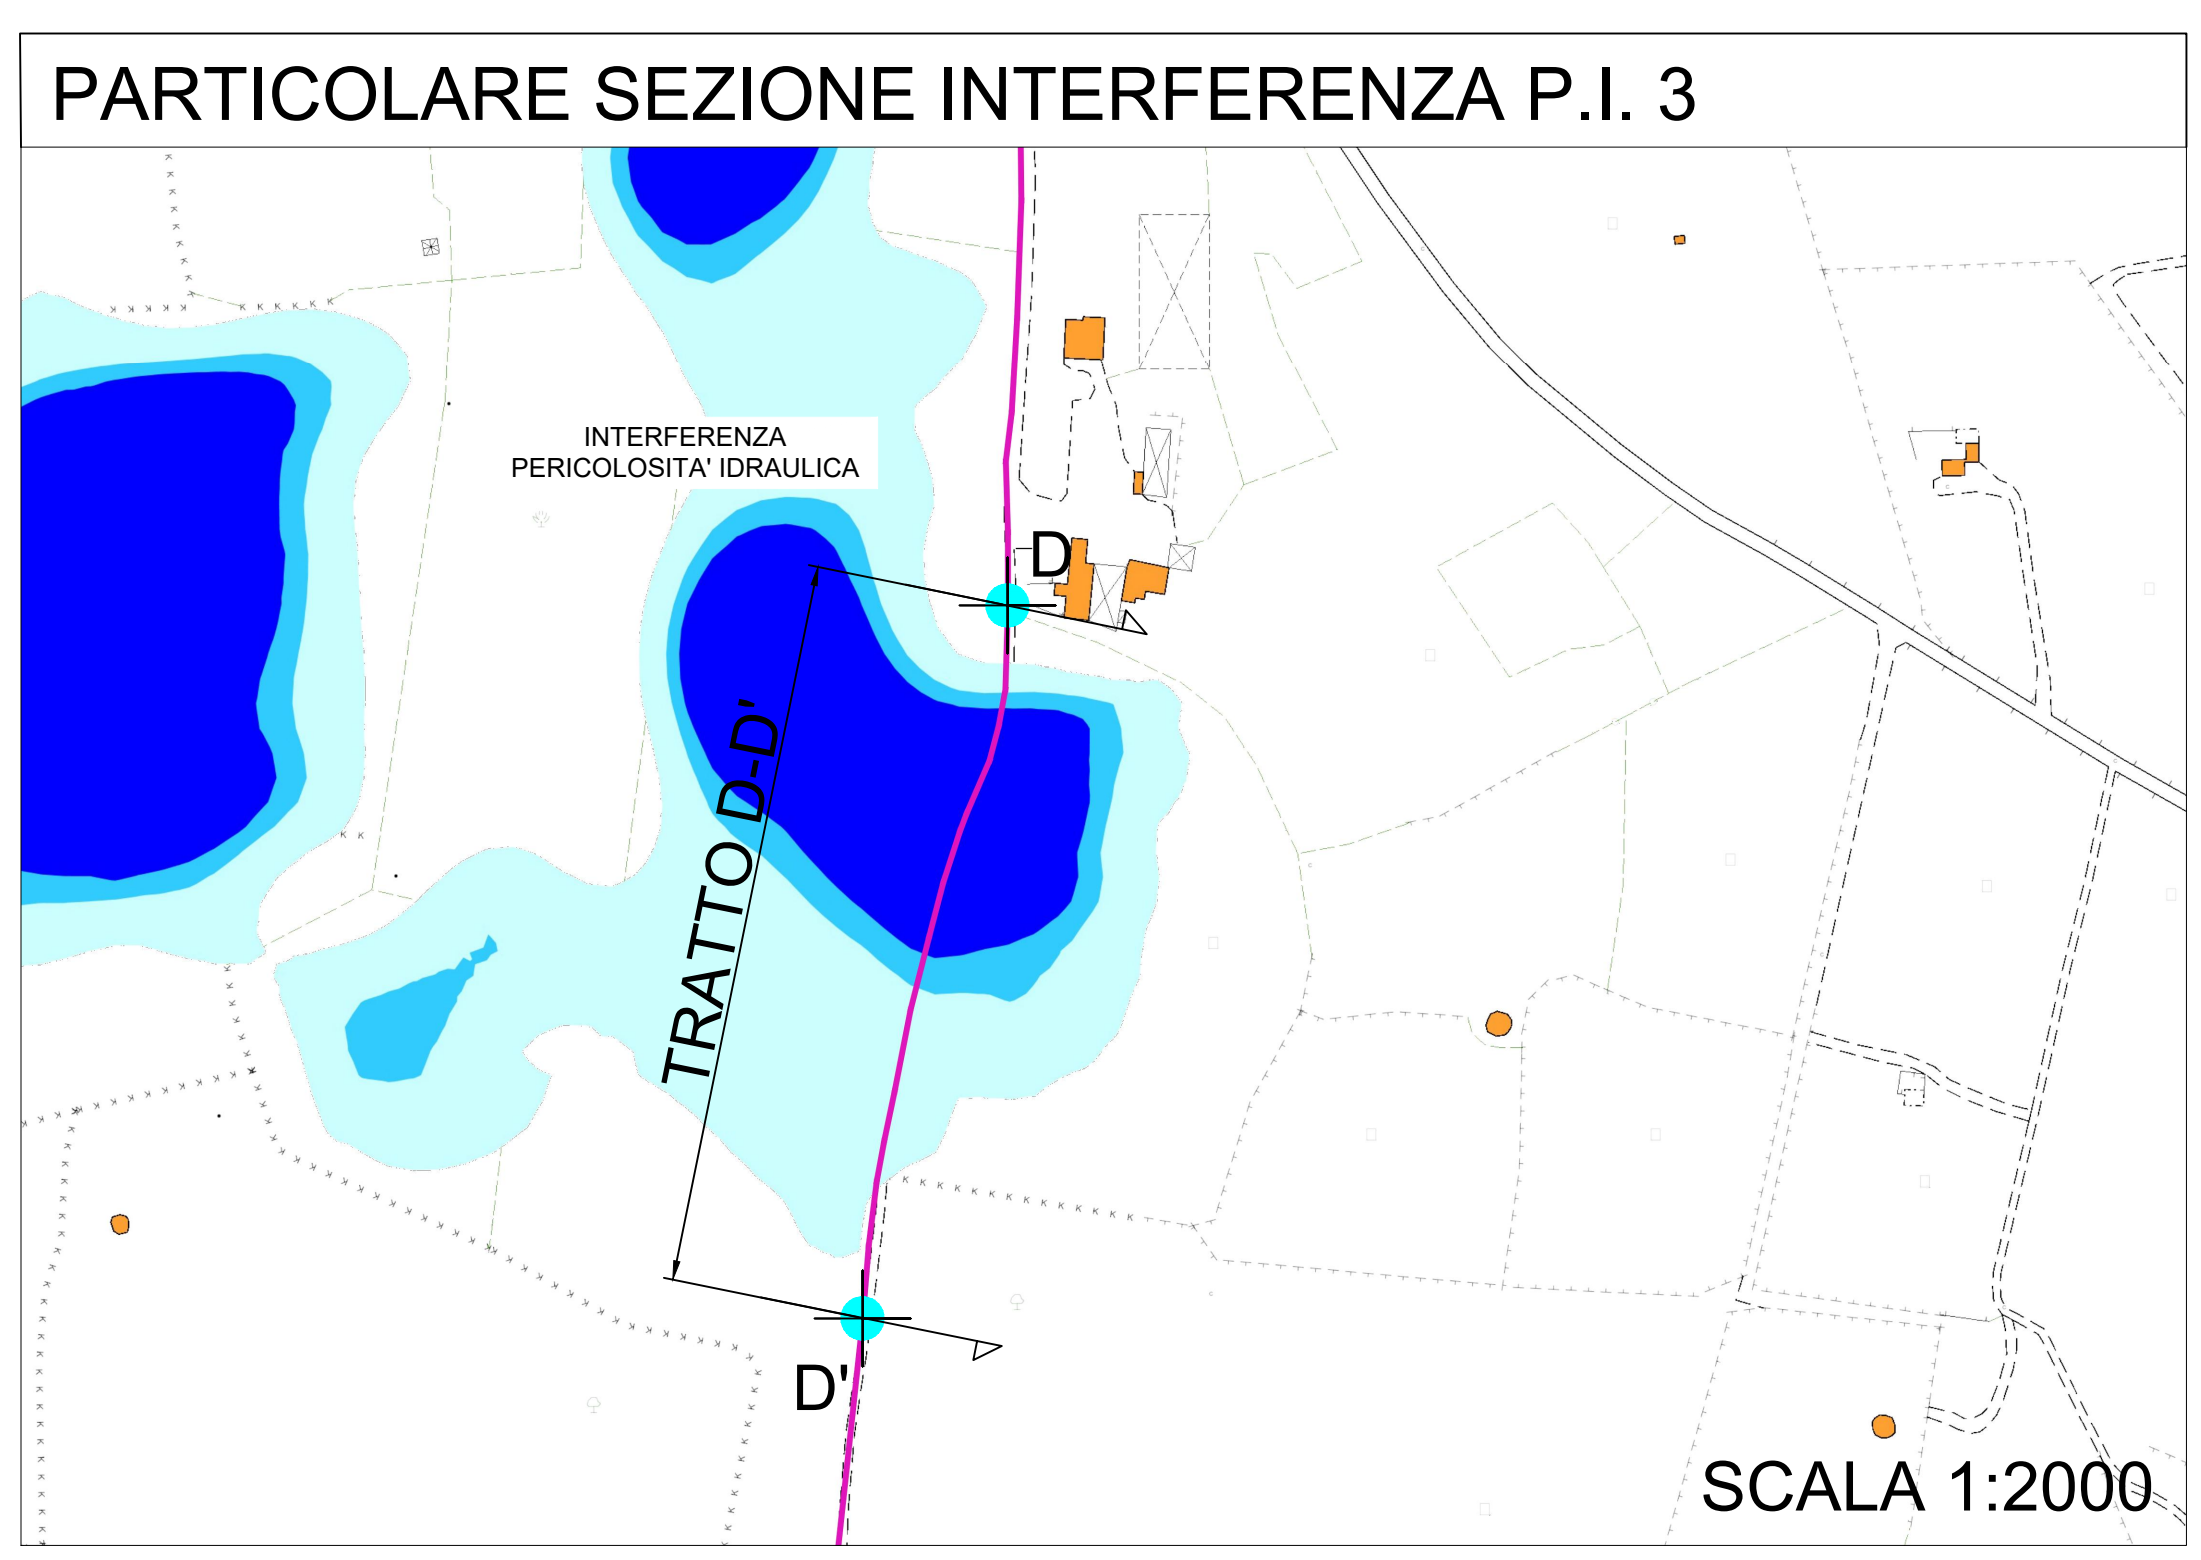 PARTICOLARE SEZIONE INTERFERENZA P.I. 3
INTERFERENZA
PERICOLOSITA' IDRAULICA
D
TRATTO D-D'
D'
SCALA 1:2000